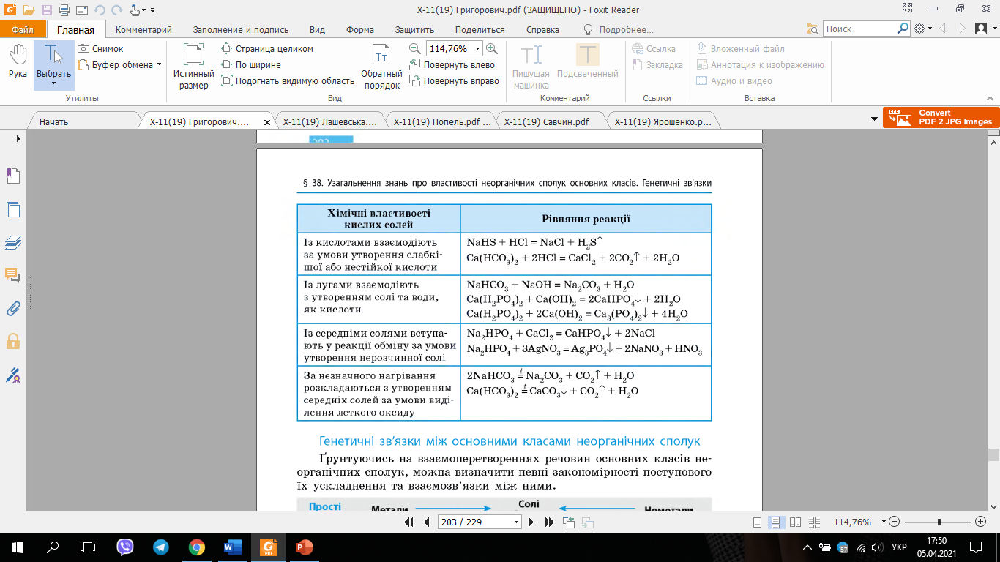 X-11(19) Григорович.pdf (ЗАЩИЩЕНО) - Foxit Reader
Файл Главная Комментарий Заполнение и подпись Вид Форма Защитить Поделиться Справка Подробнее... Поиск
Рука
Выбрать
Снимок
Буфер обмена
Утилиты
Истинный размер
Страница целиком
По ширине
Подогнать видимую область
Обратный порядок
114,76%
Повернуть влево
Повернуть вправо
Вид
Пишущая машинка
Подсвеченный
Комментарий
Ссылка
Закладка
Ссылки
Вложенный файл
Аннотация к изображению
Аудио и видео
Вставка
Начать X-11(19) Григорович.... X-11(19) Лашевська.... X-11(19) Попель.pdf ... X-11(19) Савчин.pdf X-11(19) Ярошенко.p...
PDF Convert
PDF 2 JPG Images
§ 38. Узагальнення знань про властивості неорганічних сполук основних класів. Генетичні зв’язки
Хімічні властивості
кислих солей
Рівняння реакції
Із кислотами взаємодіють
за умови утворення слабкі-
шої або нестійкої кислоти
NaHS + HCl = NaCl + H₂S↑
Ca(HCO₃)₂ + 2HCl = CaCl₂ + 2CO₂↑ + 2H₂O
Із лугами взаємодіють
з утворенням солі та води,
як кислоти
NaHCO₃ + NaOH = Na₂CO₃ + H₂O
Ca(H₂PO₄)₂ + Ca(OH)₂ = 2CaHPO₄↓ + 2H₂O
Ca(H₂PO₄)₂ + 2Ca(OH)₂ = Ca₃(PO₄)₂↓ + 4H₂O
Із середніми солями вступа-
ють у реакції обміну за умови
утворення нерозчинної солі
Na₂HPO₄ + CaCl₂ = CaHPO₄↓ + 2NaCl
Na₂HPO₄ + 3AgNO₃ = Ag₃PO₄↓ + 2NaNO₃ + HNO₃
За незначного нагрівання
розкладаються з утворенням
середніх солей за умови виді-
лення леткого оксиду
2NaHCO₃ =ᵗ Na₂CO₃ + CO₂↑ + H₂O
Ca(HCO₃)₂ =ᵗ CaCO₃↓ + CO₂↑ + H₂O
Генетичні зв’язки між основними класами неорганічних сполук
Ґрунтуючись на взаємоперетвореннях речовин основних класів не-
органічних сполук, можна визначити певні закономірності поступового
їх ускладнення та взаємозв’язки між ними.
Прості Метали Солі Неметали
203 / 229 114,76%
УКР 17:50
05.04.2021